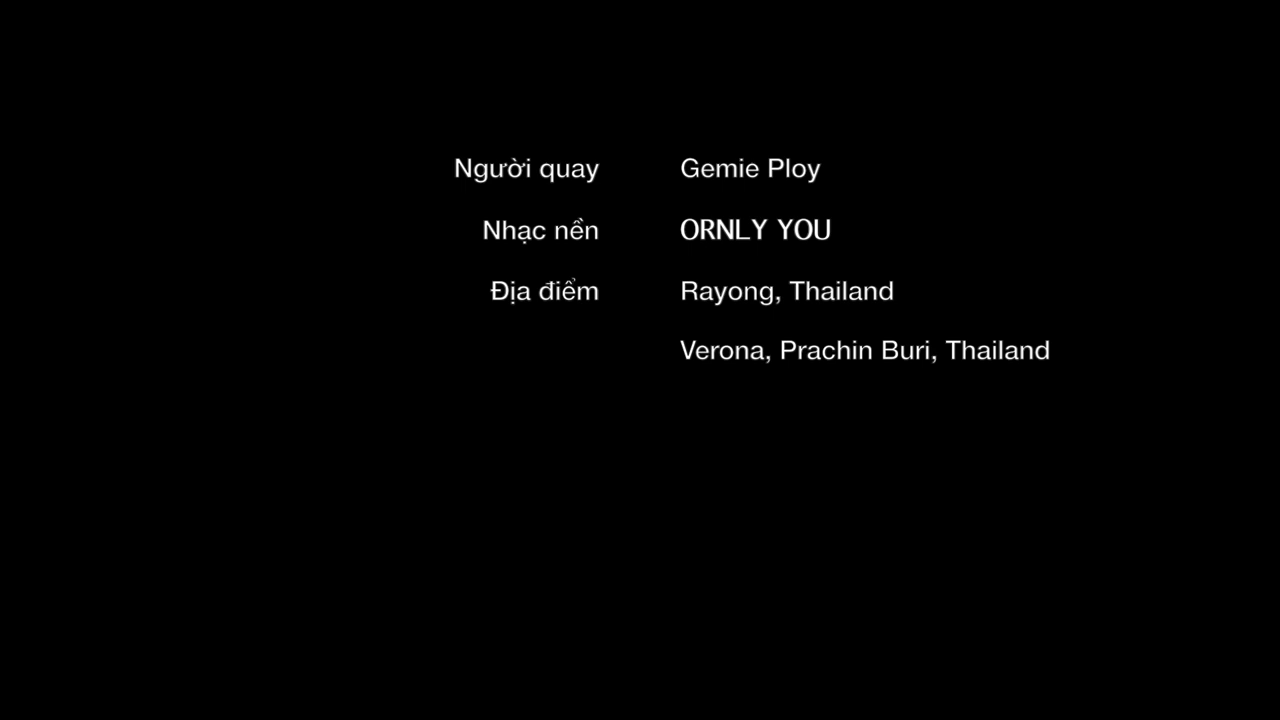 Người quay Gemie Ploy
Nhạc nền ORNLY YOU
Địa điểm Rayong, Thailand
Verona, Prachin Buri, Thailand